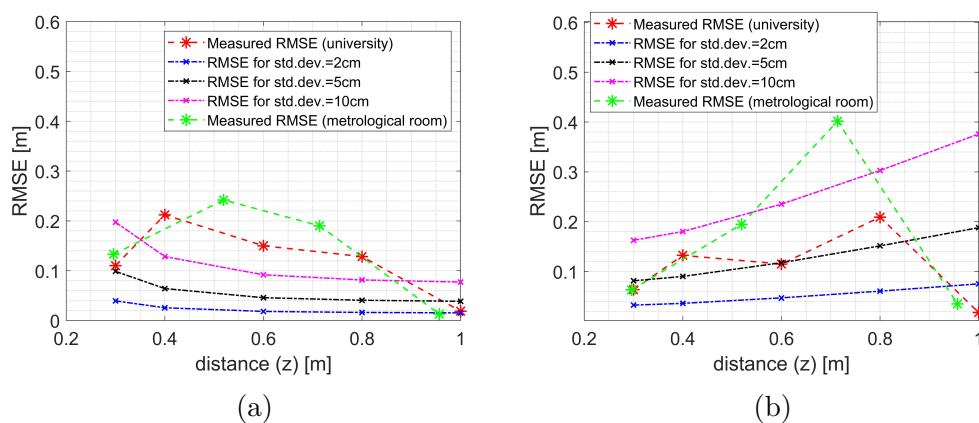 0.6
0.5
0.4
0.3
0.2
0.1
0
RMSE [m]
Measured RMSE (university)
RMSE for std.dev.=2cm
RMSE for std.dev.=5cm
RMSE for std.dev.=10cm
Measured RMSE (metrological room)
0.2
0.4
0.6
0.8
1
distance (z) [m]
(a)
0.6
0.5
0.4
0.3
0.2
0.1
RMSE [m]
Measured RMSE (university)
RMSE for std.dev.=2cm
RMSE for std.dev.=5cm
RMSE for std.dev.=10cm
Measured RMSE (metrological room)
0.2
0.4
0.6
0.8
1
distance (z) [m]
(b)